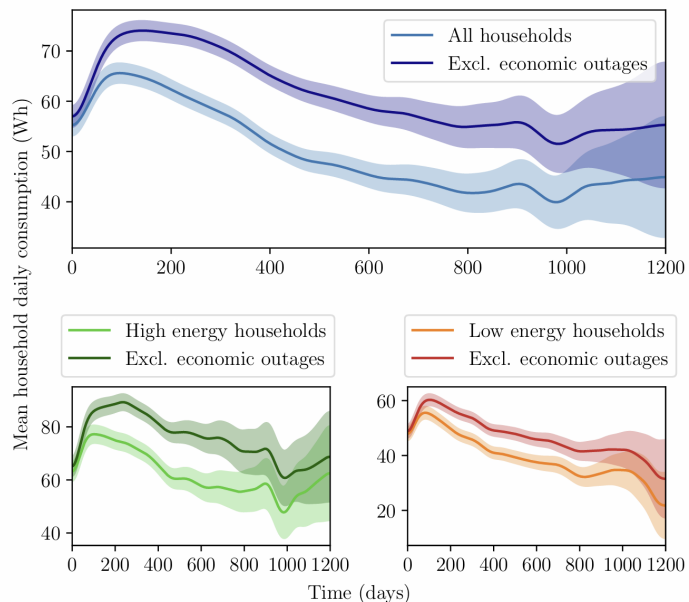 Mean household daily consumption (Wh)
All households
Excl. economic outages
70
60
50
40
0 200 400 600 800 1000 1200
High energy households
Excl. economic outages
80
60
40
0 200 400 600 800 1000 1200
Low energy households
Excl. economic outages
60
40
20
0 200 400 600 800 1000 1200
Time (days)